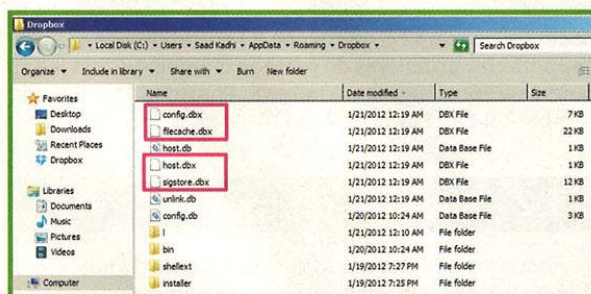 Dropbox
Local Disk (C:) Users Saad Kadhi AppData Roaming Dropbox Search Dropbox
Organize Include in library Share with Burn New folder
Favorites
Desktop
Downloads
Recent Places
Dropbox
Libraries
Documents
Music
Pictures
Videos
Computer
Name Date modified Type Size
config.dbx 1/21/2012 12:19 AM DBX File 7 KB
filecache.dbx 1/21/2012 12:19 AM DBX File 22 KB
host.db 1/21/2012 12:19 AM Data Base File 1 KB
host.dbx 1/21/2012 12:19 AM DBX File 1 KB
sigstore.dbx 1/21/2012 12:19 AM DBX File 12 KB
unlink.db 1/21/2012 12:19 AM Data Base File 1 KB
config.db 1/20/2012 10:24 AM Data Base File 3 KB
l 1/21/2012 12:10 AM File folder
bin 1/20/2012 10:24 AM File folder
shellext 1/19/2012 7:27 PM File folder
installer 1/19/2012 7:25 PM File folder